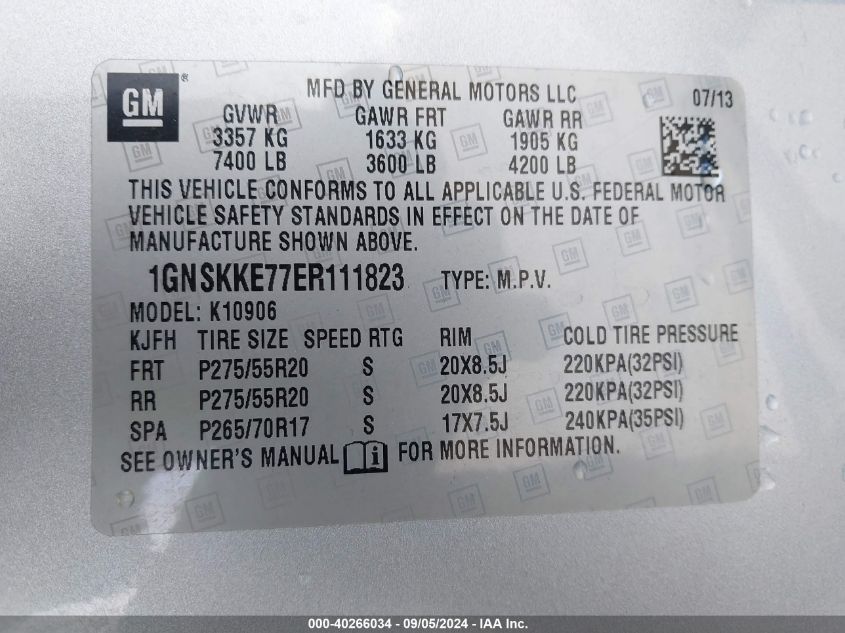 GM ®
MFD BY GENERAL MOTORS LLC 07/13
GVWR GAWR FRT GAWR RR
3357 KG 1633 KG 1905 KG
7400 LB 3600 LB 4200 LB
THIS VEHICLE CONFORMS TO ALL APPLICABLE U.S. FEDERAL MOTOR
VEHICLE SAFETY STANDARDS IN EFFECT ON THE DATE OF
MANUFACTURE SHOWN ABOVE.
1GNSKKE77ER111823 TYPE: M.P.V.
MODEL: K10906
KJFH TIRE SIZE SPEED RTG RIM COLD TIRE PRESSURE
FRT P275/55R20 S 20X8.5J 220KPA(32PSI)
RR P275/55R20 S 20X8.5J 220KPA(32PSI)
SPA P265/70R17 S 17X7.5J 240KPA(35PSI)
SEE OWNER'S MANUAL i FOR MORE INFORMATION.
000-40266034 - 09/05/2024 - IAA Inc.